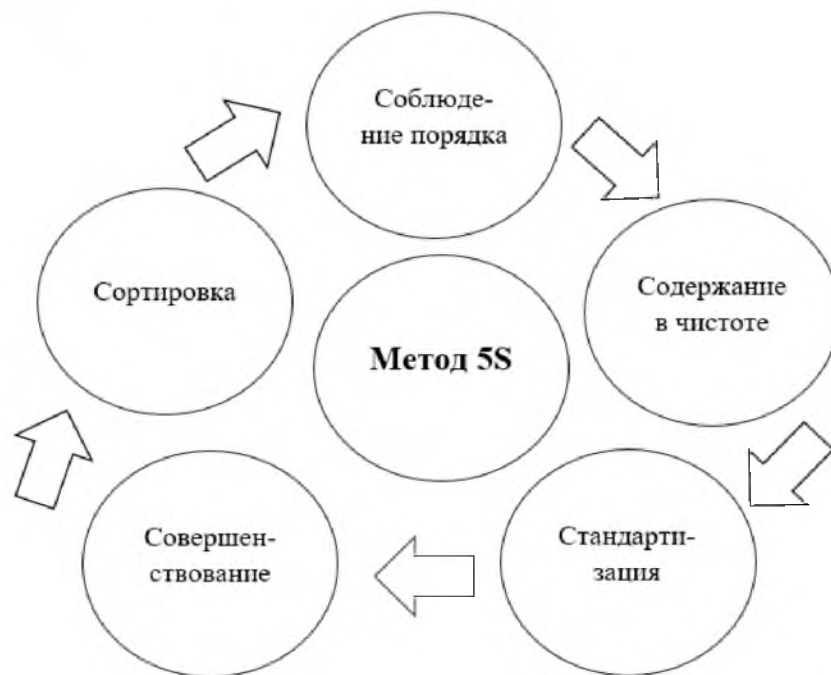 Соблюде-
ние порядка
Сортировка
Содержание
в чистоте
Метод 5S
Совершен-
ствование
Стандарти-
зация